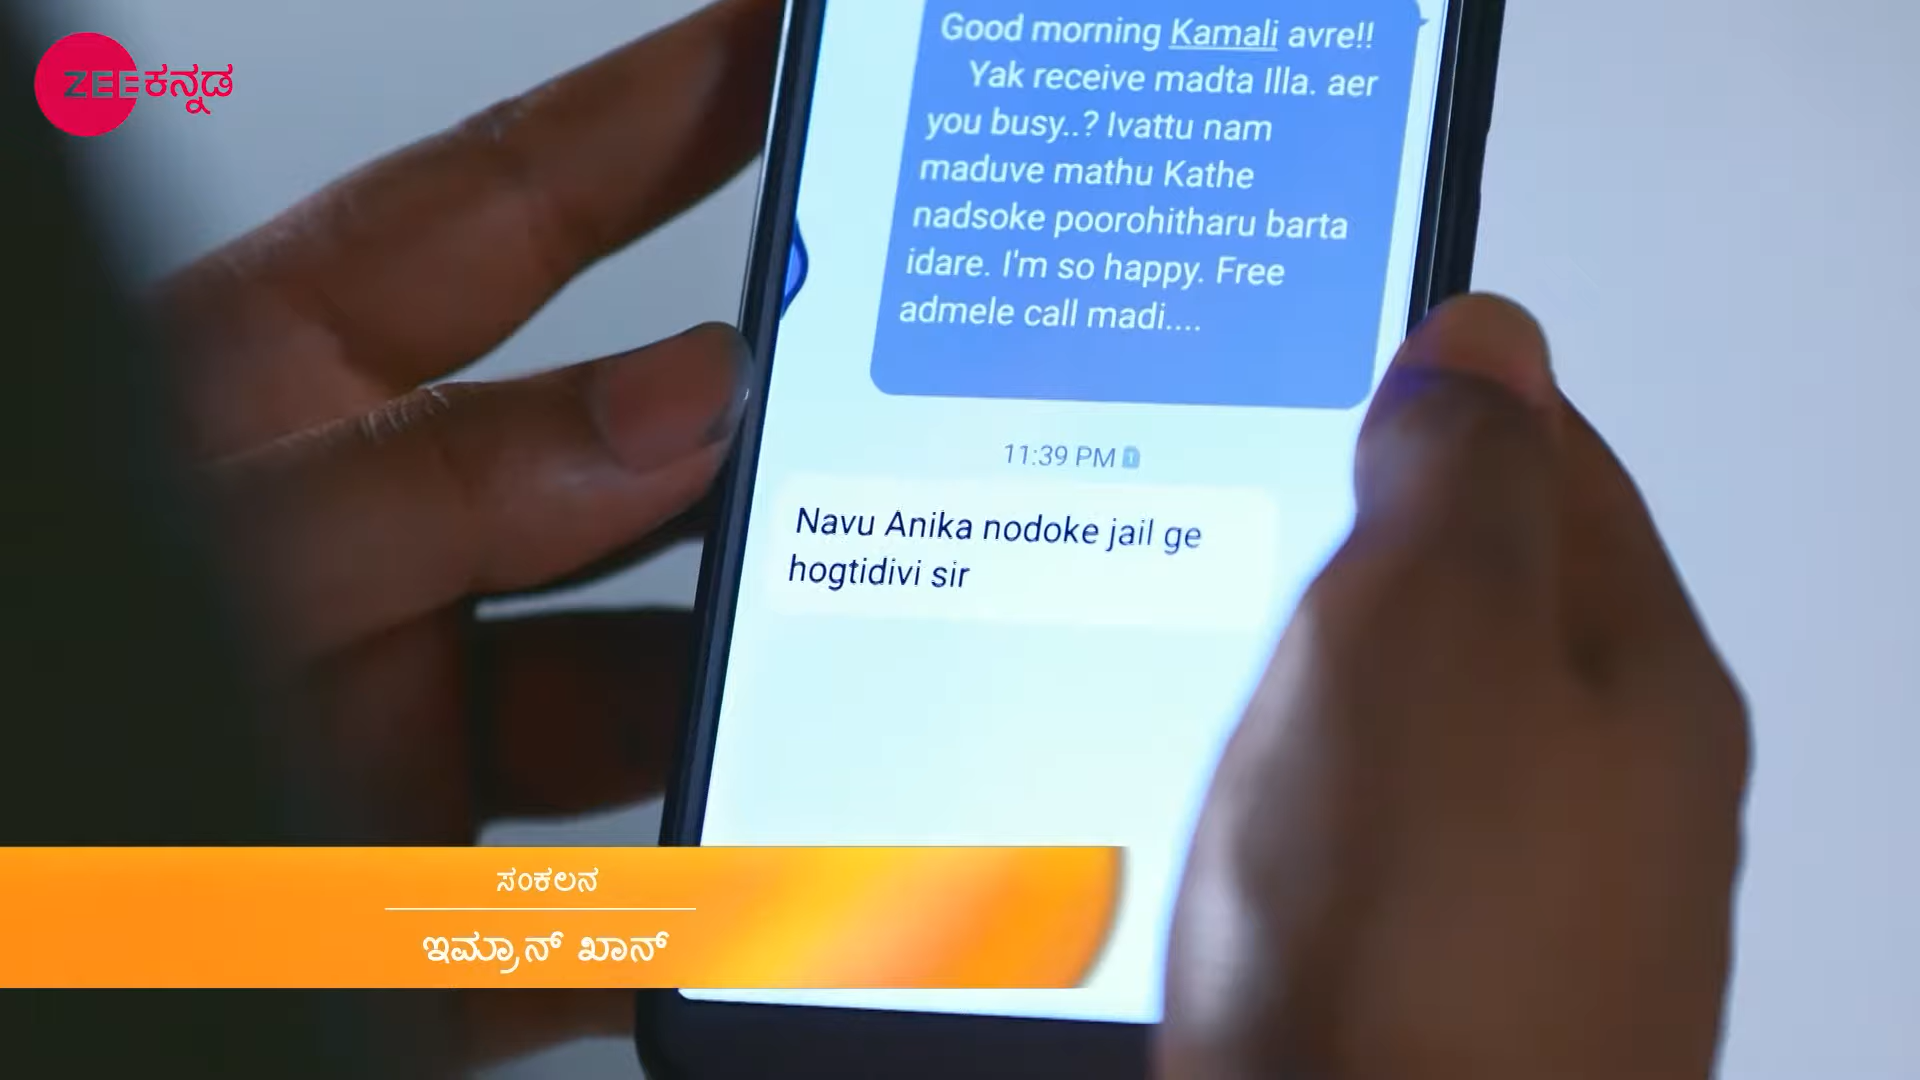 ZEE ಕನ್ನಡ
Good morning Kamali avre!!
Yak receive madta Illa. aer
you busy..? Ivattu nam
maduve mathu Kathe
nadsoke poorohitharu barta
idare. I'm so happy. Free
admele call madi....
11:39 PM
Navu Anika nodoke jail ge
hogtidivi sir
ಸಂಕಲನ
ಇಮ್ರಾನ್ ಖಾನ್